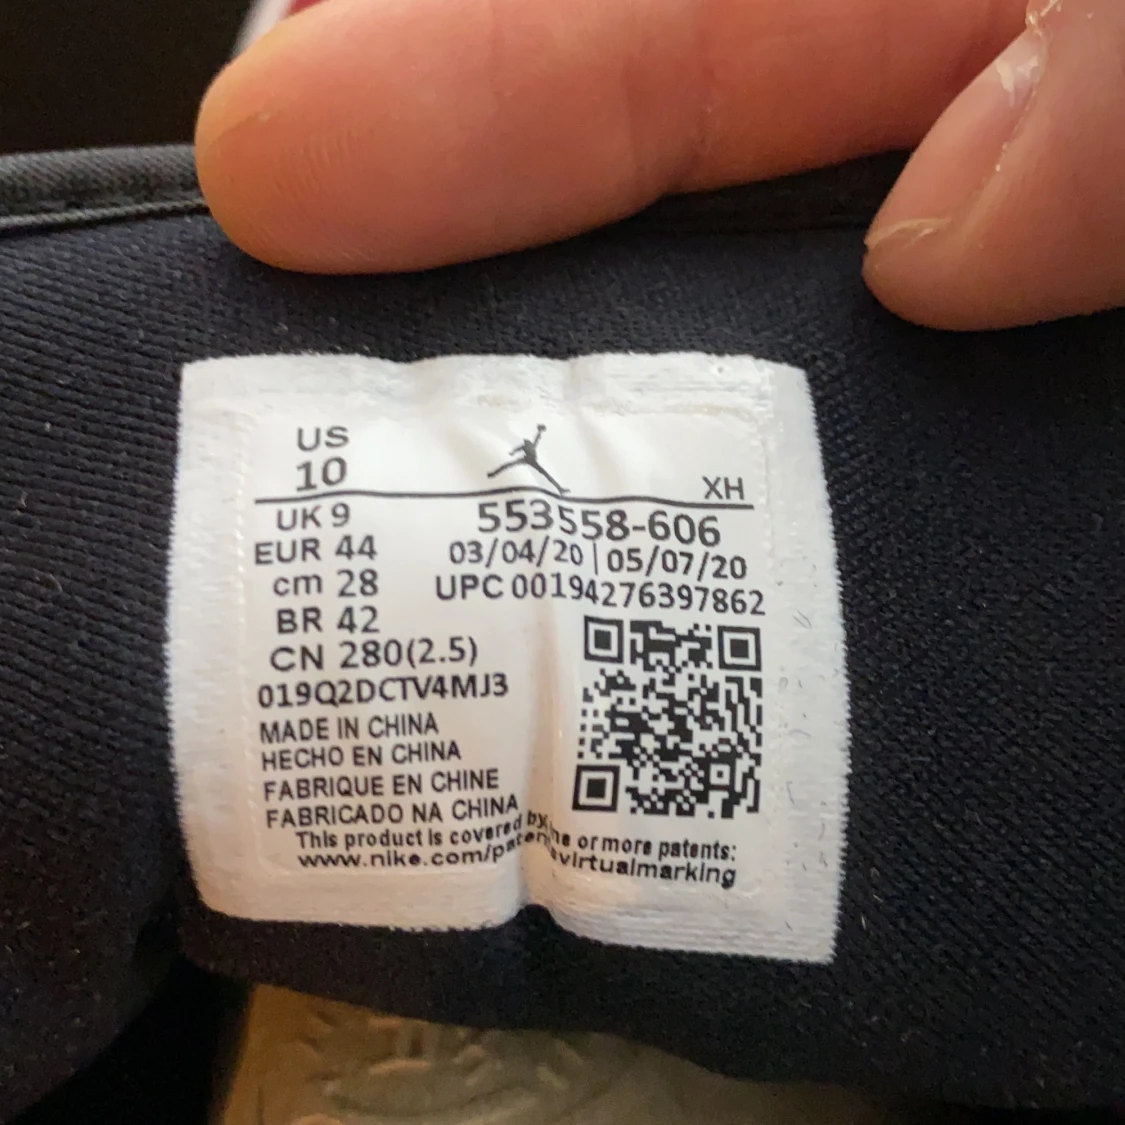 US
10
XH
UK 9
553558-606
EUR 44
03/04/20 | 05/07/20
cm 28
UPC 00194276397862
BR 42
CN 280(2.5)
019Q2DCTV4MJ3
MADE IN CHINA
HECHO EN CHINA
FABRIQUE EN CHINE
FABRICADO NA CHINA
This product is covered by or more patents:
www.nike.com/virtualmarking